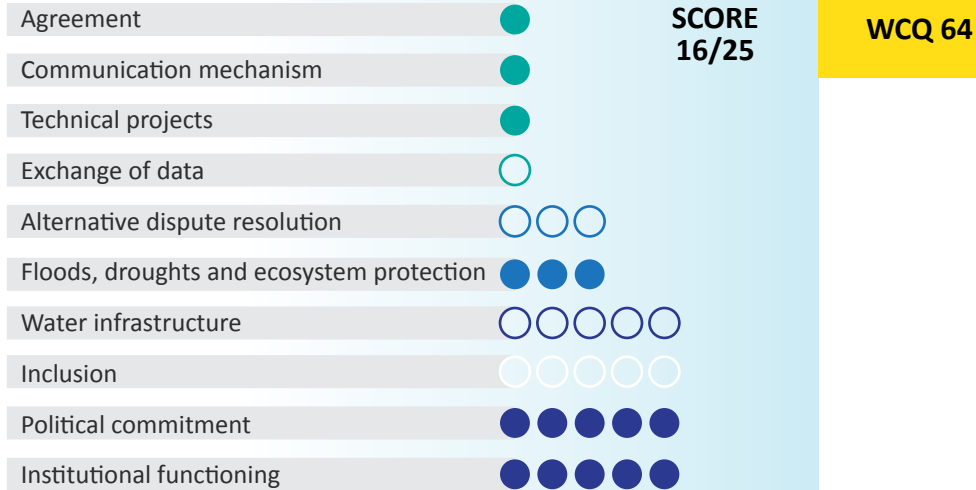 Agreement
SCORE
16/25
WCQ 64
Communication mechanism
Technical projects
Exchange of data
Alternative dispute resolution
Floods, droughts and ecosystem protection
Water infrastructure
Inclusion
Political commitment
Institutional functioning